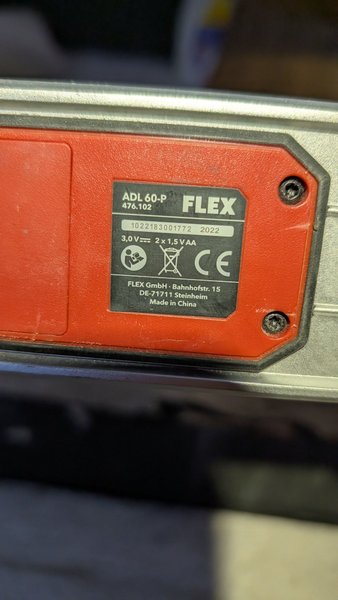 ADL 60-P FLEX
476.102
1022183001772 2022
3,0 V⎓ 2 x 1,5 V AA
CE
FLEX GmbH · Bahnhofstr. 15
DE-71711 Steinheim
Made in China